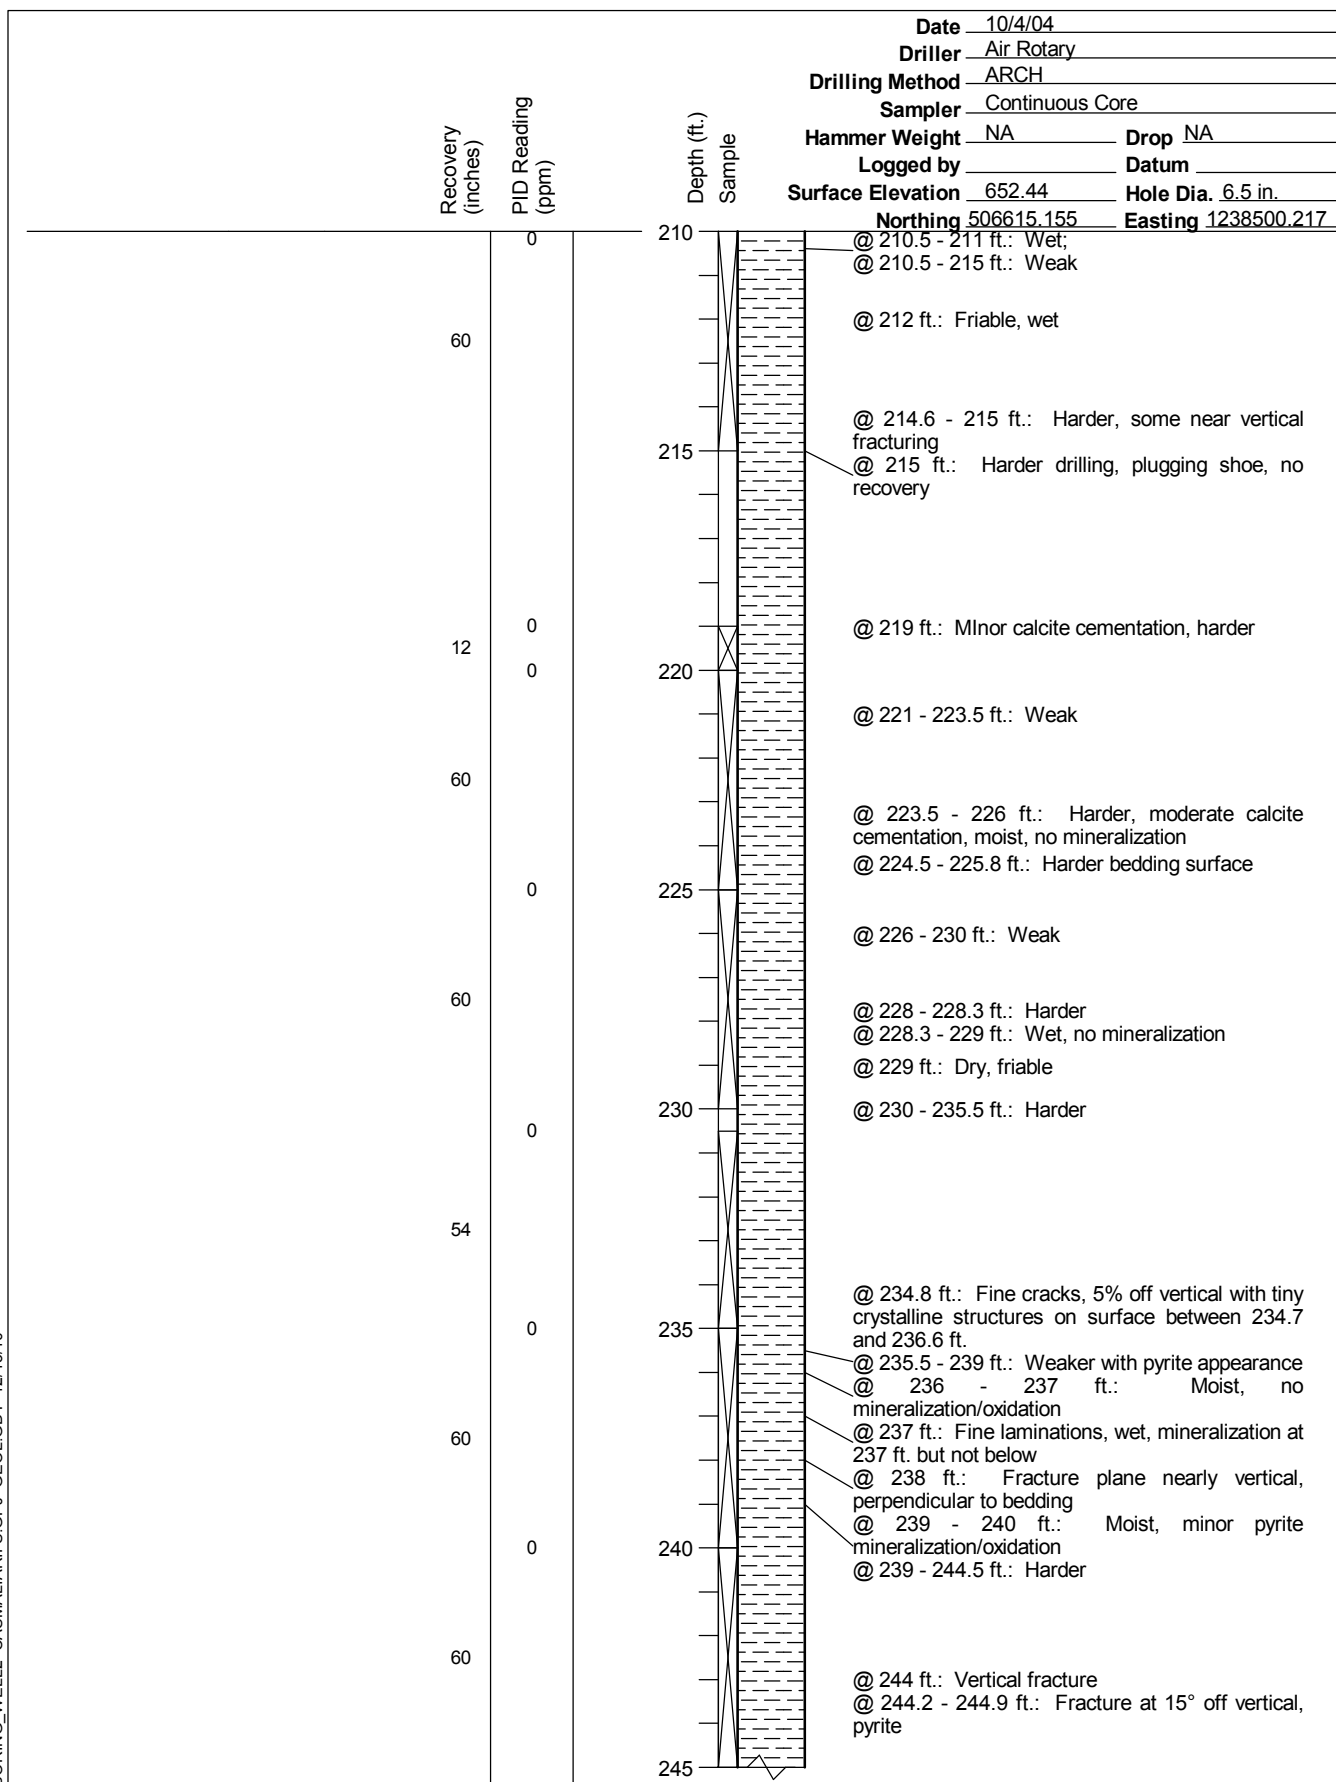 Date 10/4/04
Driller Air Rotary
Drilling Method ARCH
Sampler Continuous Core
Hammer Weight NA Drop NA
Logged by Datum
Surface Elevation 652.44 Hole Dia. 6.5 in.
Northing 506615.155 Easting 1238500.217
Recovery
(inches)
PID Reading
(ppm)
Depth (ft.)
Sample
0
210
@ 210.5 - 211 ft.: Wet;
@ 210.5 - 215 ft.: Weak
@ 212 ft.: Friable, wet
60
@ 214.6 - 215 ft.: Harder, some near vertical
fracturing
215
@ 215 ft.: Harder drilling, plugging shoe, no
recovery
0
@ 219 ft.: MInor calcite cementation, harder
12
0
220
@ 221 - 223.5 ft.: Weak
60
@ 223.5 - 226 ft.: Harder, moderate calcite
cementation, moist, no mineralization
@ 224.5 - 225.8 ft.: Harder bedding surface
0
225
@ 226 - 230 ft.: Weak
60
@ 228 - 228.3 ft.: Harder
@ 228.3 - 229 ft.: Wet, no mineralization
@ 229 ft.: Dry, friable
230
@ 230 - 235.5 ft.: Harder
0
54
@ 234.8 ft.: Fine cracks, 5% off vertical with tiny
crystalline structures on surface between 234.7
and 236.6 ft.
0
235
@ 235.5 - 239 ft.: Weaker with pyrite appearance
@ 236 - 237 ft.: Moist, no
mineralization/oxidation
@ 237 ft.: Fine laminations, wet, mineralization at
237 ft. but not below
60
@ 238 ft.: Fracture plane nearly vertical,
perpendicular to bedding
@ 239 - 240 ft.: Moist, minor pyrite
mineralization/oxidation
0
240
@ 239 - 244.5 ft.: Harder
60
@ 244 ft.: Vertical fracture
@ 244.2 - 244.9 ft.: Fracture at 15° off vertical,
pyrite
245